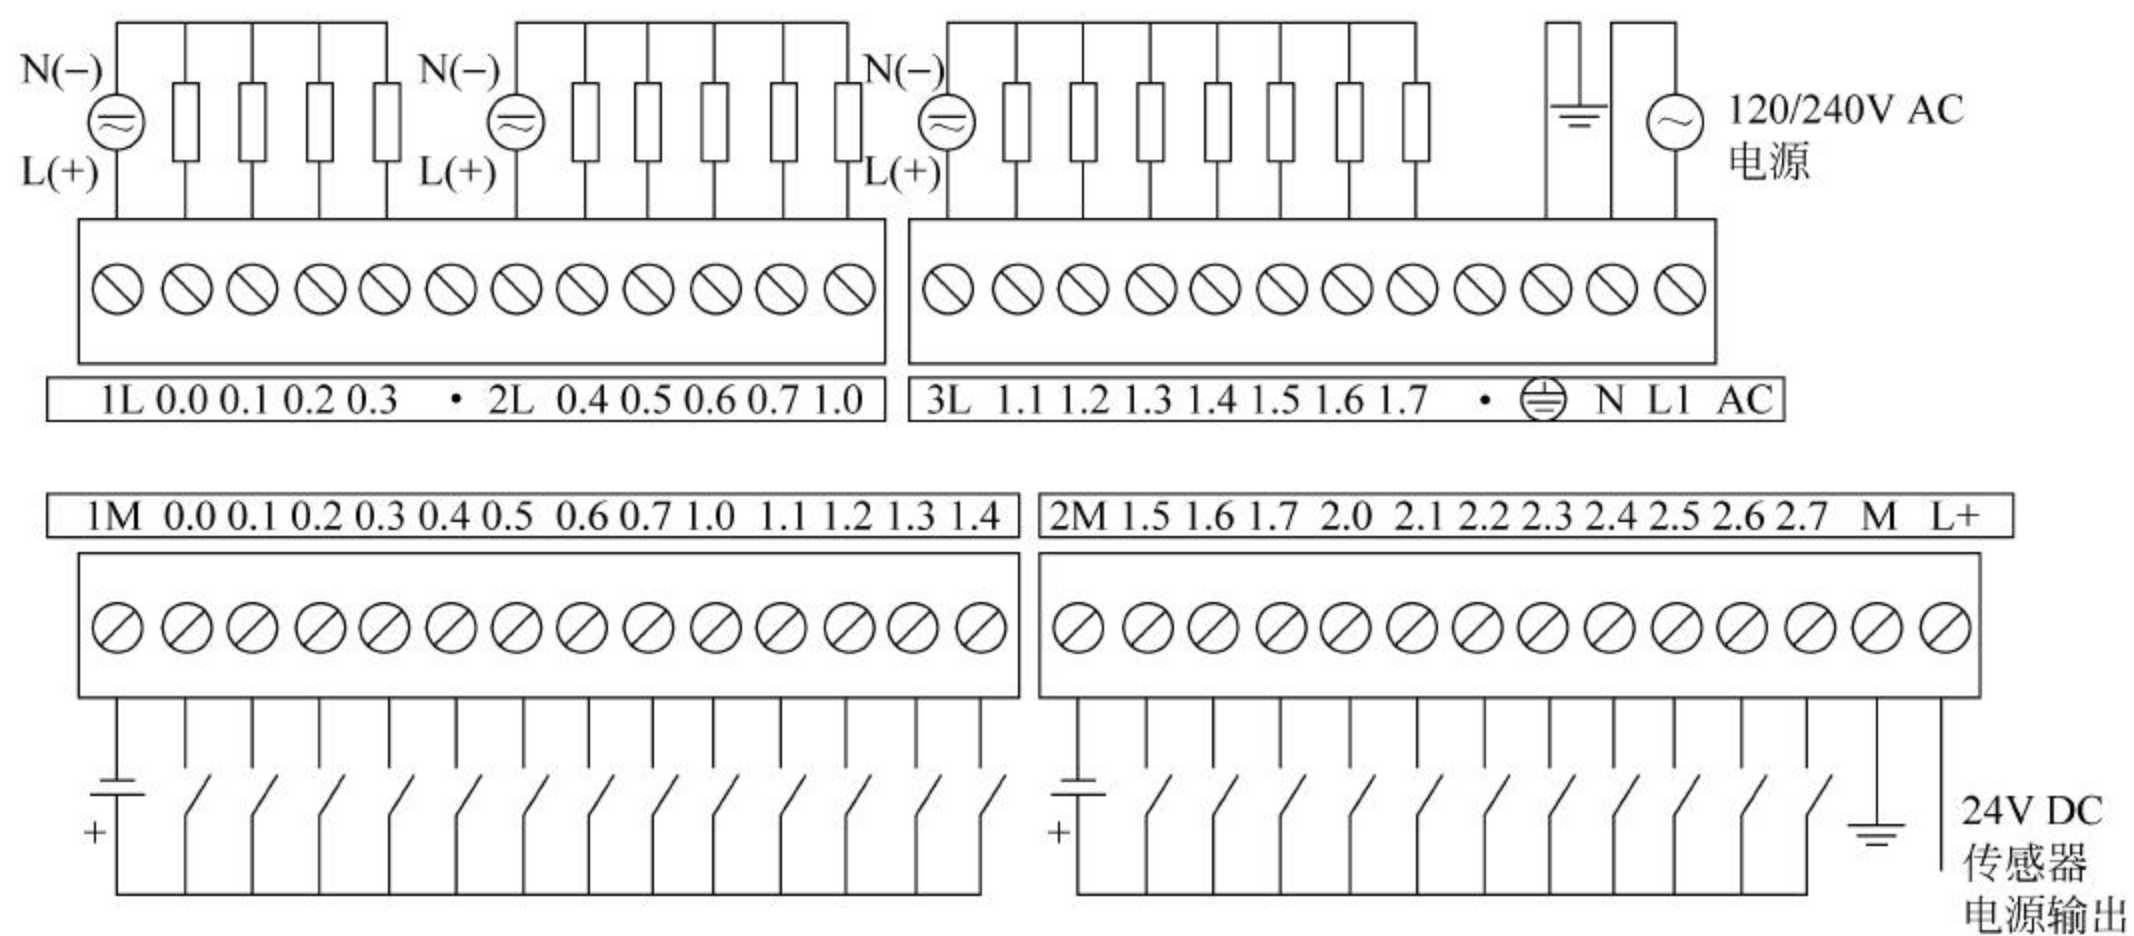 N(−) N(−) N(−)
120/240V AC
电源
L(+) L(+) L(+)
1L 0.0 0.1 0.2 0.3 • 2L 0.4 0.5 0.6 0.7 1.0
3L 1.1 1.2 1.3 1.4 1.5 1.6 1.7 • N L1 AC
1M 0.0 0.1 0.2 0.3 0.4 0.5 0.6 0.7 1.0 1.1 1.2 1.3 1.4
2M 1.5 1.6 1.7 2.0 2.1 2.2 2.3 2.4 2.5 2.6 2.7 M L+
+ +
24V DC
传感器
电源输出